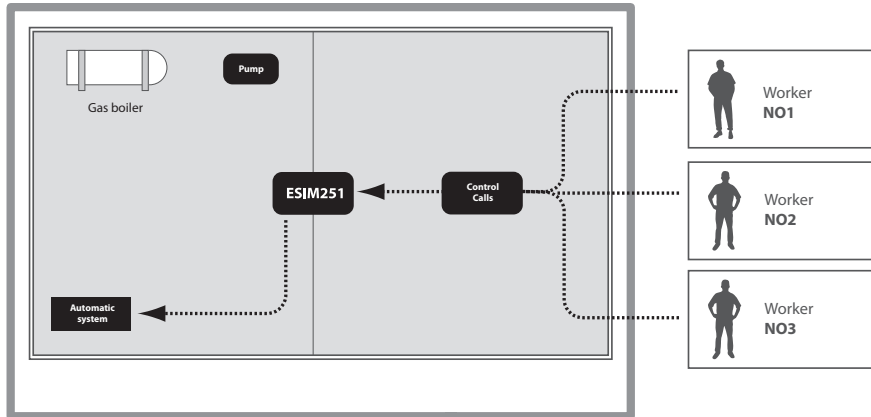 Gas boiler
Pump
ESIM251
Control
Calls
Automatic
system
Worker
NO1
Worker
NO2
Worker
NO3